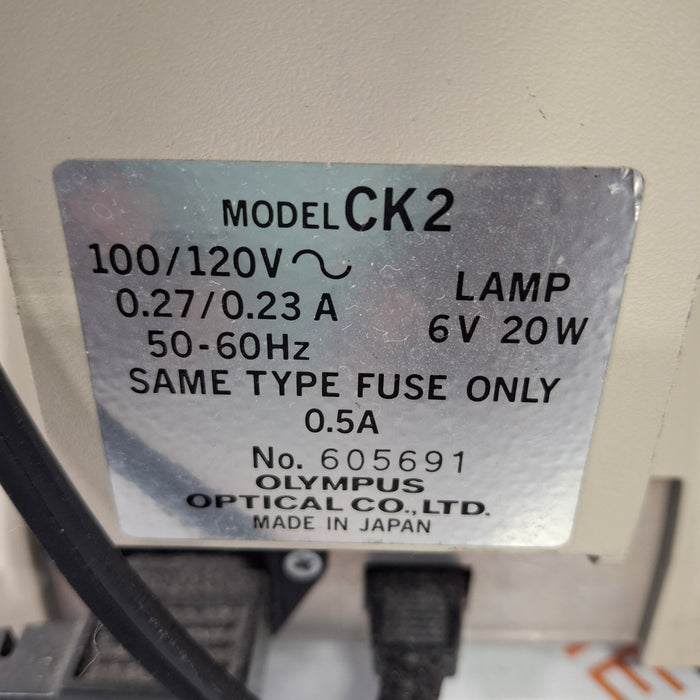 MODEL CK2
100/120V ～
0.27/0.23 A
50-60Hz
LAMP
6V 20W
SAME TYPE FUSE ONLY
0.5A
No. 605691
OLYMPUS
OPTICAL CO., LTD.
MADE IN JAPAN